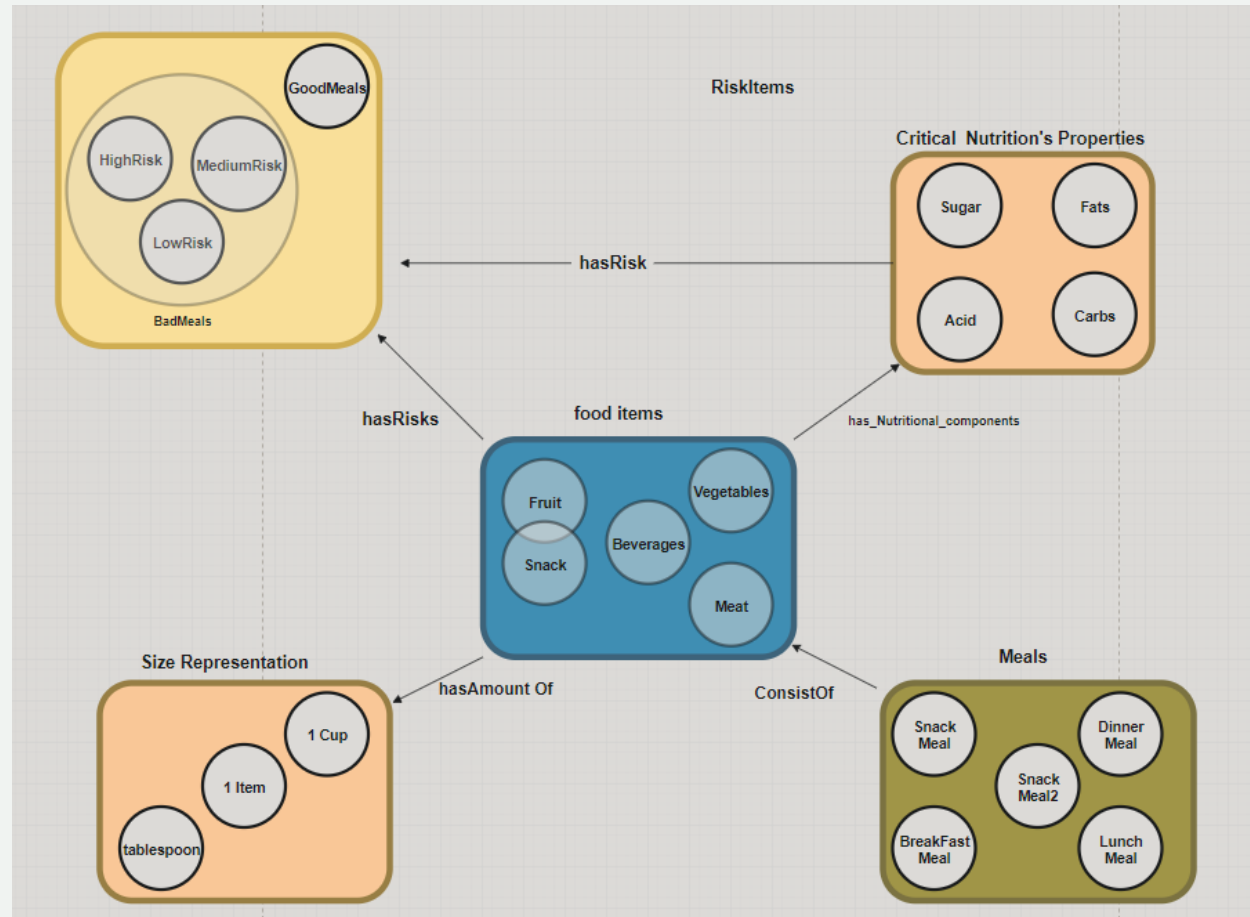 GoodMeals
HighRisk
MediumRisk
LowRisk
BadMeals
RiskItems
Critical Nutrition's Properties
Sugar
Fats
Acid
Carbs
hasRisk
hasRisks
food items
has_Nutritional_components
Fruit
Snack
Beverages
Vegetables
Meat
Size Representation
hasAmount Of
1 Cup
1 Item
tablespoon
ConsistOf
Meals
Snack
Meal
Dinner
Meal
Snack
Meal2
BreakFast
Meal
Lunch
Meal